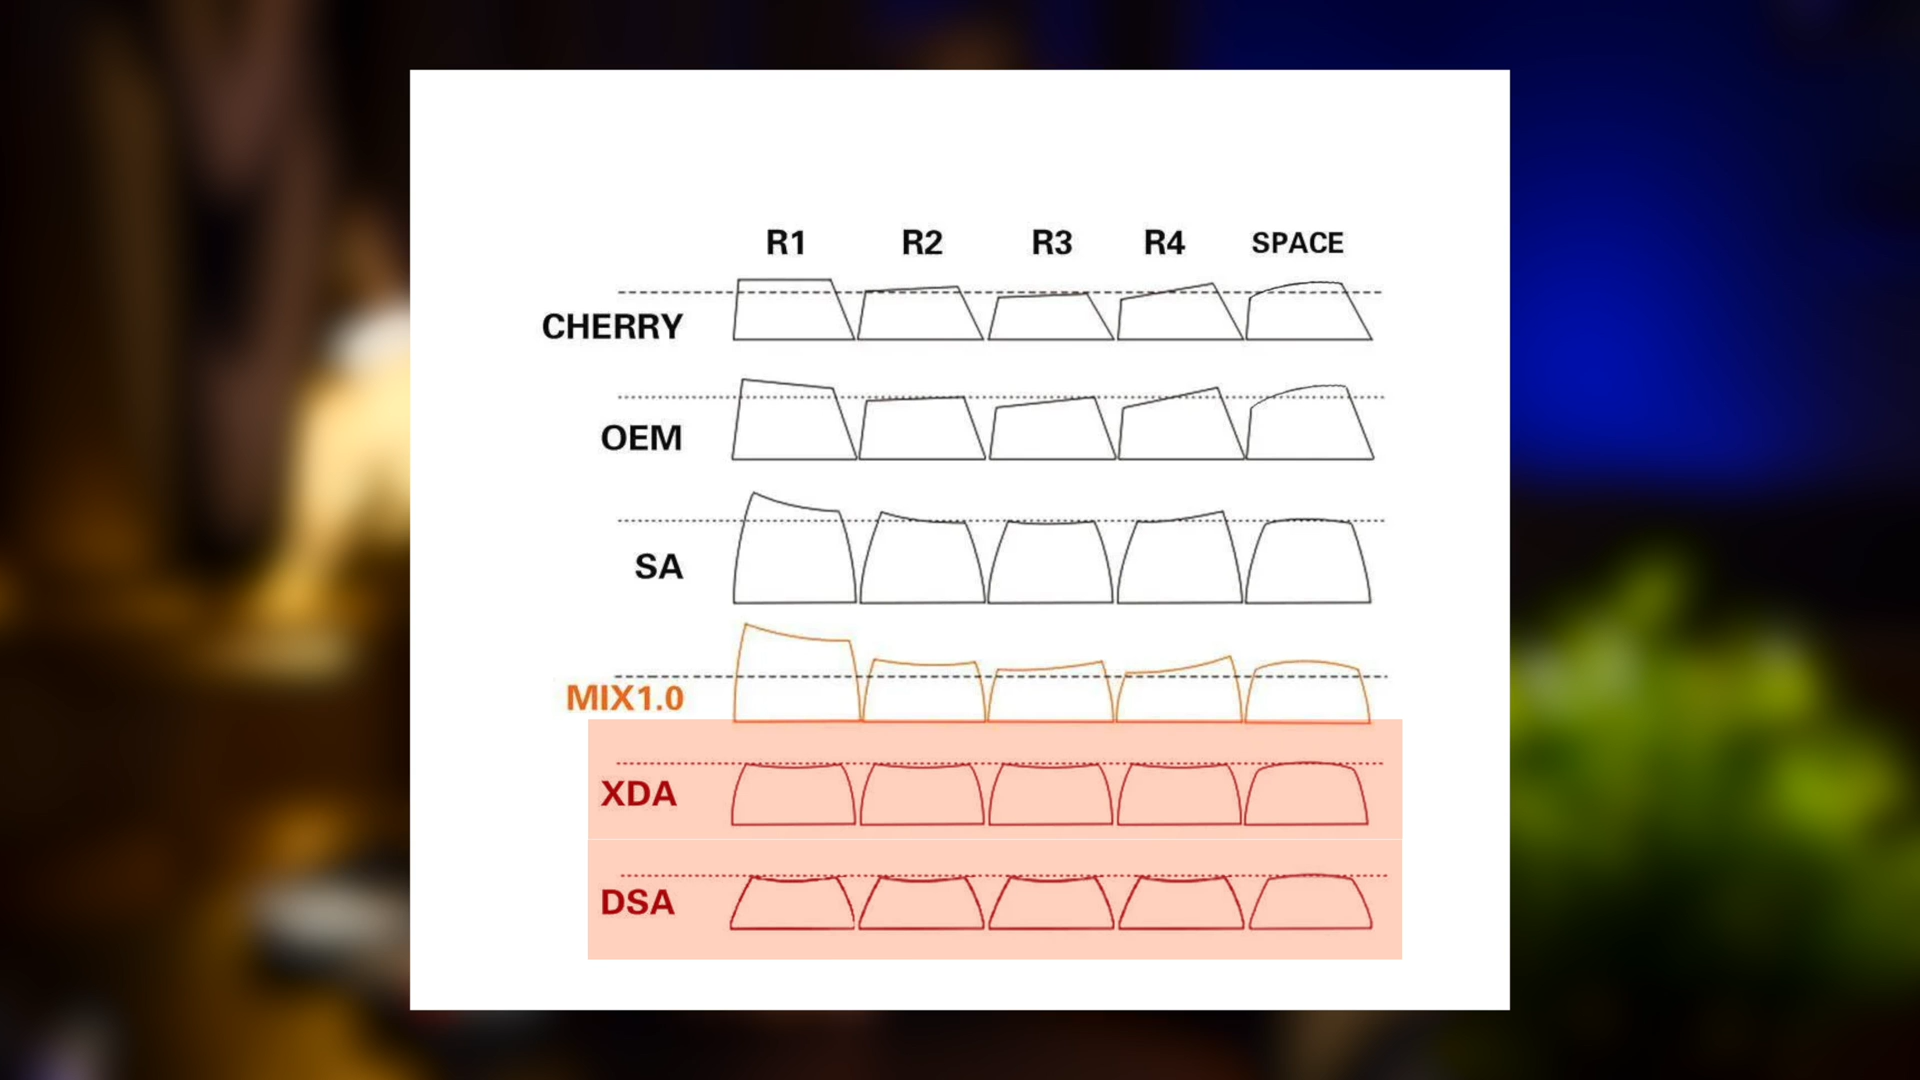 R1 R2 R3 R4 SPACE
CHERRY
OEM
SA
MIX1.0
XDA
DSA